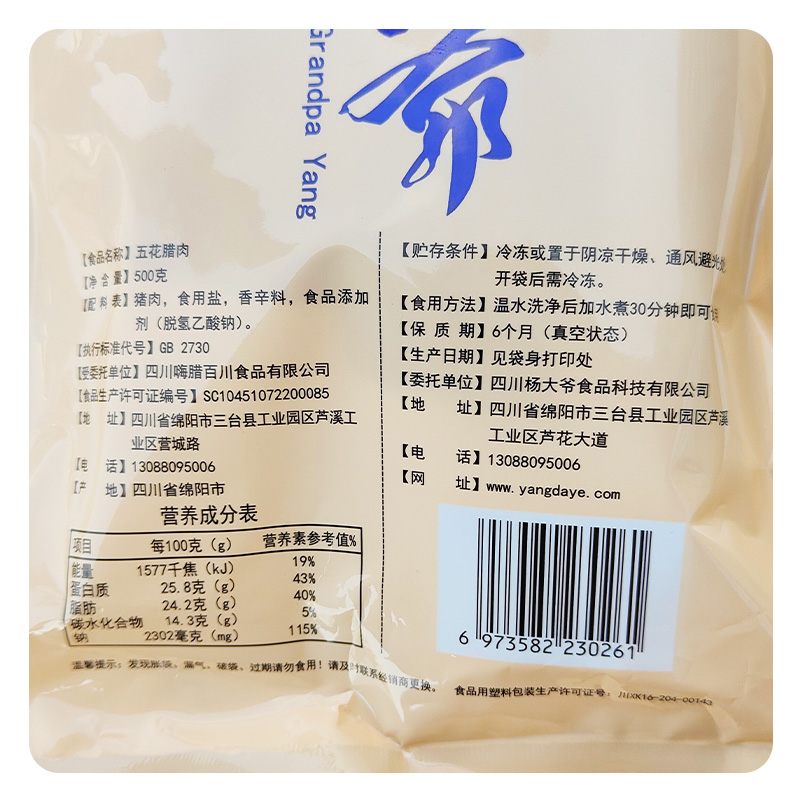 Grandpa Yang
爷
【食品名称】五花腊肉
【净 含 量】500克
【配 料 表】猪肉，食用盐，香辛料，食品添加
剂（脱氢乙酸钠）。
【执行标准代号】GB 2730
【受委托单位】四川嗨腊百川食品有限公司
【食品生产许可证编号】SC10451072200085
【地 址】四川省绵阳市三台县工业园区芦溪工
业区营城路
【电 话】13088095006
【产 地】四川省绵阳市
营养成分表
项目 每100克（g） 营养素参考值%
能量 1577千焦（kJ） 19%
蛋白质 25.8克（g） 43%
脂肪 24.2克（g） 40%
碳水化合物 14.3克（g） 5%
钠 2302毫克（mg） 115%
【贮存条件】冷冻或置于阴凉干燥、通风避光处
开袋后需冷冻。
【食用方法】温水洗净后加水煮30分钟即可
【保 质 期】6个月（真空状态）
【生产日期】见袋身打印处
【委托单位】四川杨大爷食品科技有限公司
【地 址】四川省绵阳市三台县工业园区芦溪
工业区芦花大道
【电 话】13088095006
【网 址】www.yangdaye.com
6 973582 230261
温馨提示：发现胀袋、漏气、破袋、过期请勿食用！请及时联系经销商更换。
食品用塑料包装生产许可证号：川XK16-204-00143